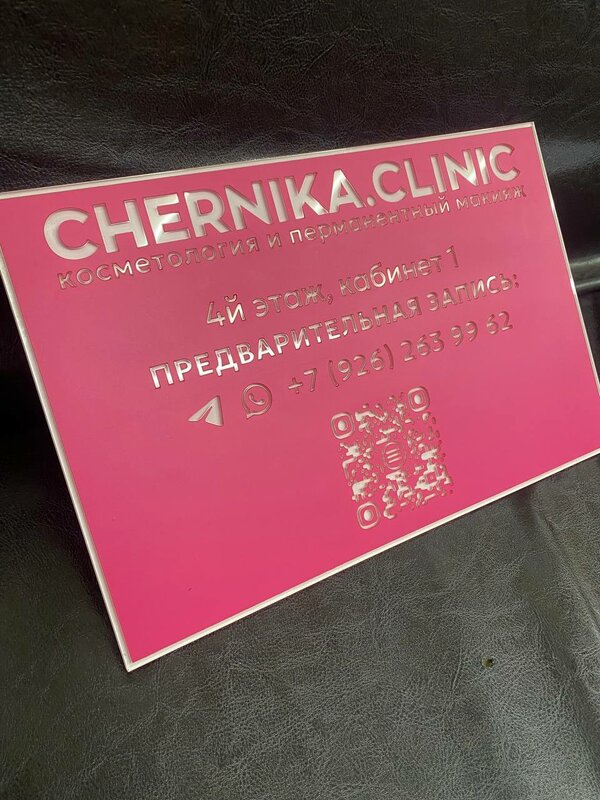 CHERNIKA.CLINIC
косметология и перманентный макияж
4й этаж, кабинет 1
ПРЕДВАРИТЕЛЬНАЯ ЗАПИСЬ:
+7 (926) 263 99 62